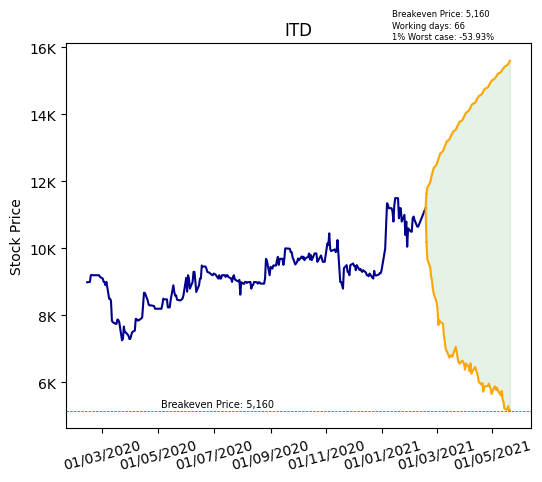 Breakeven Price: 5,160
Working days: 66
1% Worst case: -53.93%
ITD
16K
14K
12K
10K
8K
6K
Stock Price
Breakeven Price: 5,160
01/03/2020
01/05/2020
01/07/2020
01/09/2020
01/11/2020
01/01/2021
01/03/2021
01/05/2021